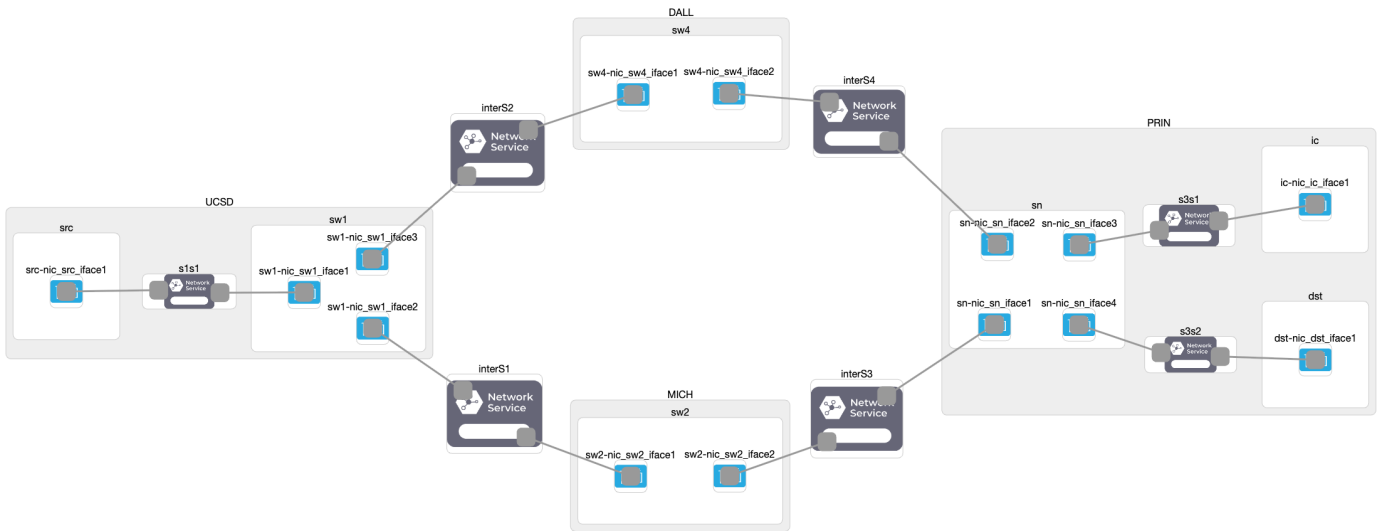 DALL
sw4
sw4-nic_sw4_iface1
sw4-nic_sw4_iface2
interS2
Network
Service
interS4
Network
Service
PRIN
ic
ic-nic_ic_iface1
s3s1
Network
Service
sn
sn-nic_sn_iface2
sn-nic_sn_iface3
UCSD
src
src-nic_src_iface1
s1s1
Network
Service
sw1
sw1-nic_sw1_iface3
sw1-nic_sw1_iface1
sw1-nic_sw1_iface2
sn-nic_sn_iface1
sn-nic_sn_iface4
s3s2
Network
Service
dst
dst-nic_dst_iface1
interS1
Network
Service
interS3
Network
Service
MICH
sw2
sw2-nic_sw2_iface1
sw2-nic_sw2_iface2